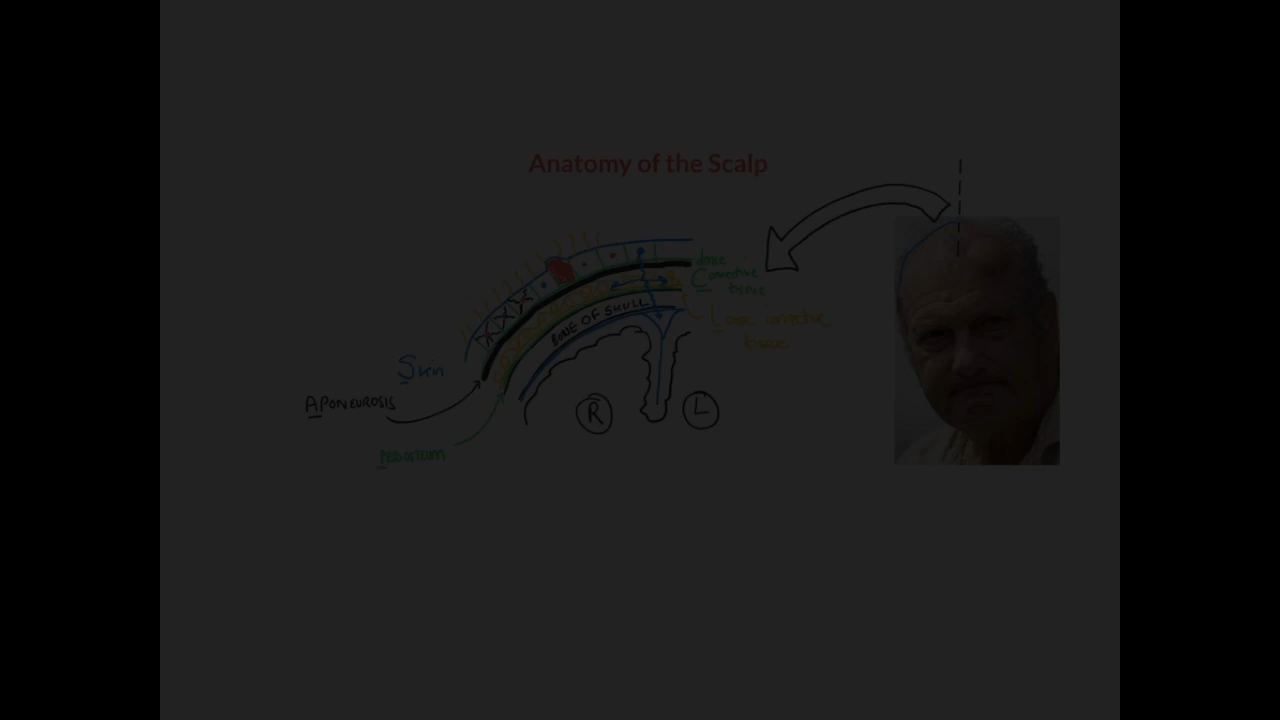 Anatomy of the Scalp
dense
Connective
tissue
Loose connective
tissue
BONE OF SKULL
Skin
APONEUROSIS
PERIOSTEUM
R
L